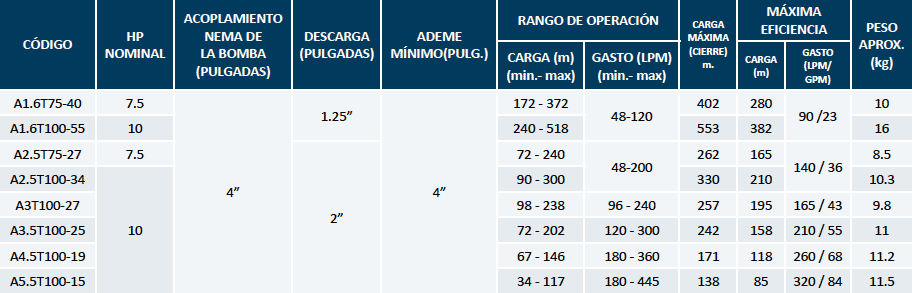 CÓDIGO
HP
NOMINAL
ACOPLAMIENTO
NEMA DE
LA BOMBA
(PULGADAS)
DESCARGA
(PULGADAS)
ADEME
MÍNIMO(PULG.)
RANGO DE OPERACIÓN
CARGA (m)
(min.- max)
GASTO (LPM)
(min.- max)
CARGA
MÁXIMA
(CIERRE)
m.
MÁXIMA
EFICIENCIA
CARGA
(m)
GASTO
(LPM/
GPM)
PESO
APROX.
(kg)
A1.6T75-40 7.5 4” 1.25” 4” 172 - 372 48-120 402 280 90 /23 10
A1.6T100-55 10 240 - 518 553 382 16
A2.5T75-27 7.5 2” 72 - 240 48-200 262 165 140 / 36 8.5
A2.5T100-34 10 90 - 300 330 210 10.3
A3T100-27 98 - 238 96 - 240 257 195 165 / 43 9.8
A3.5T100-25 72 - 202 120 - 300 242 158 210 / 55 11
A4.5T100-19 67 - 146 180 - 360 171 118 260 / 68 11.2
A5.5T100-15 34 - 117 180 - 445 138 85 320 / 84 11.5